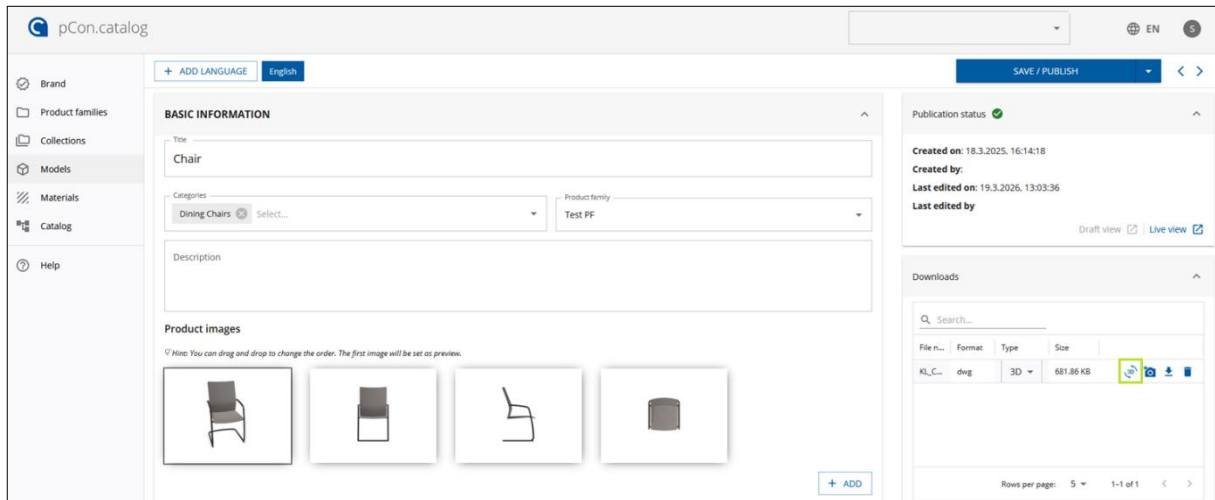 pCon.catalog
EN
S
+ ADD LANGUAGE
English
SAVE / PUBLISH
Brand
Product families
Collections
Models
Materials
Catalog
Help
BASIC INFORMATION
Title
Chair
Categories
Dining Chairs
Select...
Product family
Test PF
Description
Product images
Hint: You can drag and drop to change the order. The first image will be set as preview.
+ ADD
Publication status
Created on: 18.3.2025, 16:14:18
Created by:
Last edited on: 19.3.2026, 13:03:36
Last edited by
Draft view
Live view
Downloads
Search...
File n... Format Type Size
KL_C... dwg 3D 681.86 KB
3D
Rows per page: 5 1–1 of 1